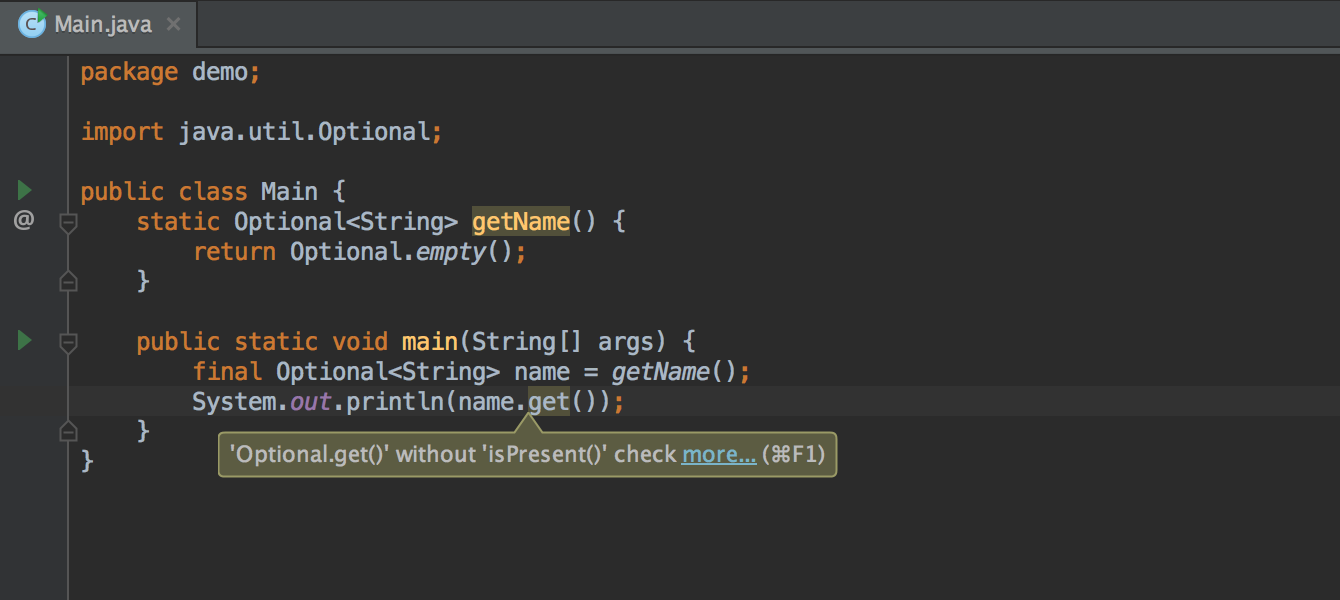 Main.java
package demo;
import java.util.Optional;
public class Main {
@ static Optional<String> getName() {
return Optional.empty();
}
public static void main(String[] args) {
final Optional<String> name = getName();
System.out.println(name.get());
}
'Optional.get()' without 'isPresent()' check more... (⌘F1)
}